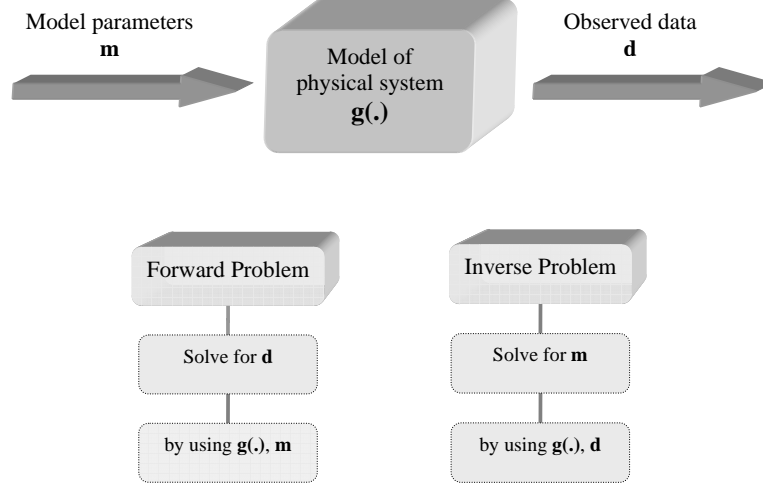 Model parameters
m
Model of
physical system
g(.)
Observed data
d
Forward Problem
Solve for d
by using g(.), m
Inverse Problem
Solve for m
by using g(.), d